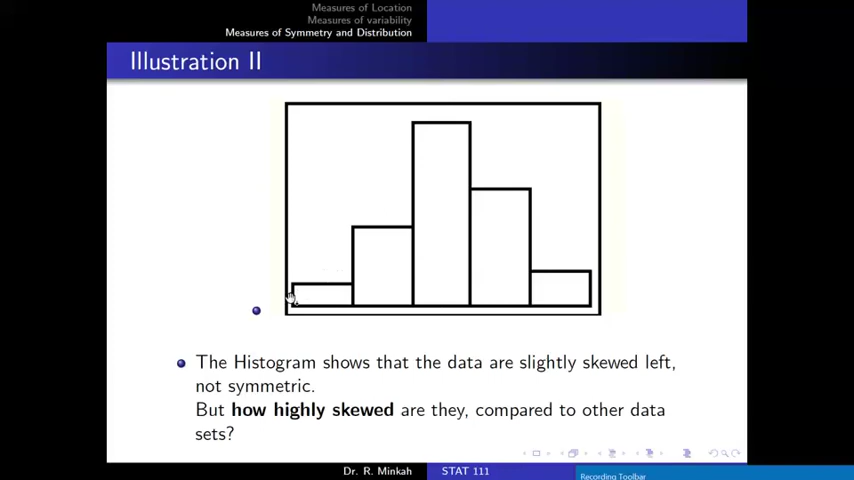 Measures of Location
Measures of variability
Measures of Symmetry and Distribution
Illustration II
The Histogram shows that the data are slightly skewed left,
not symmetric.
But how highly skewed are they, compared to other data
sets?
Dr. R. Minkah
STAT 111
Recording Toolbar